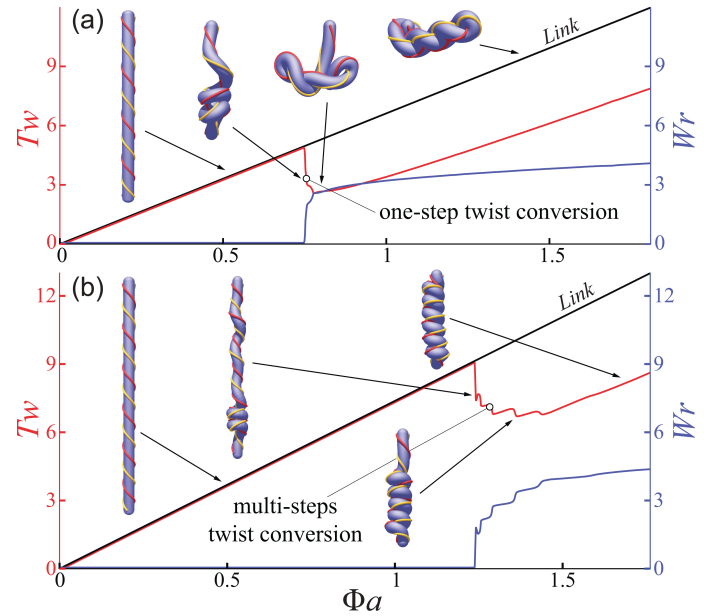 (a)
Link
9
6
3
0
Tw
9
6
3
0
Wr
one-step twist conversion
0
0.5
1
1.5
(b)
Link
12
9
6
3
0
Tw
12
9
6
3
0
Wr
multi-steps
twist conversion
0
0.5
1
1.5
Φa